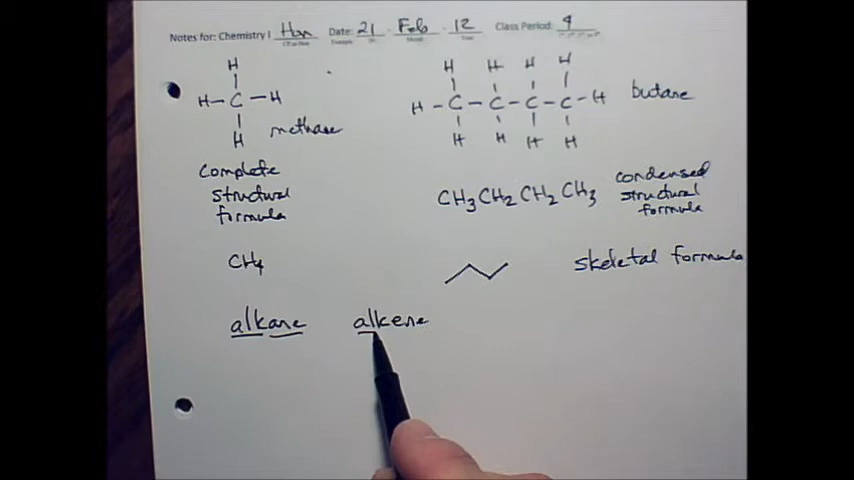 Notes for: Chemistry I Hon Date: 21 - Feb - 12 Class Period: 4
H
H - C - H
H
methane
H H H H
H - C - C - C - C - H
H H H H
butane
complete
structural
formula
CH₃CH₂CH₂CH₃
condensed
structural
formula
CH₄
skeletal formula
alkane alkene